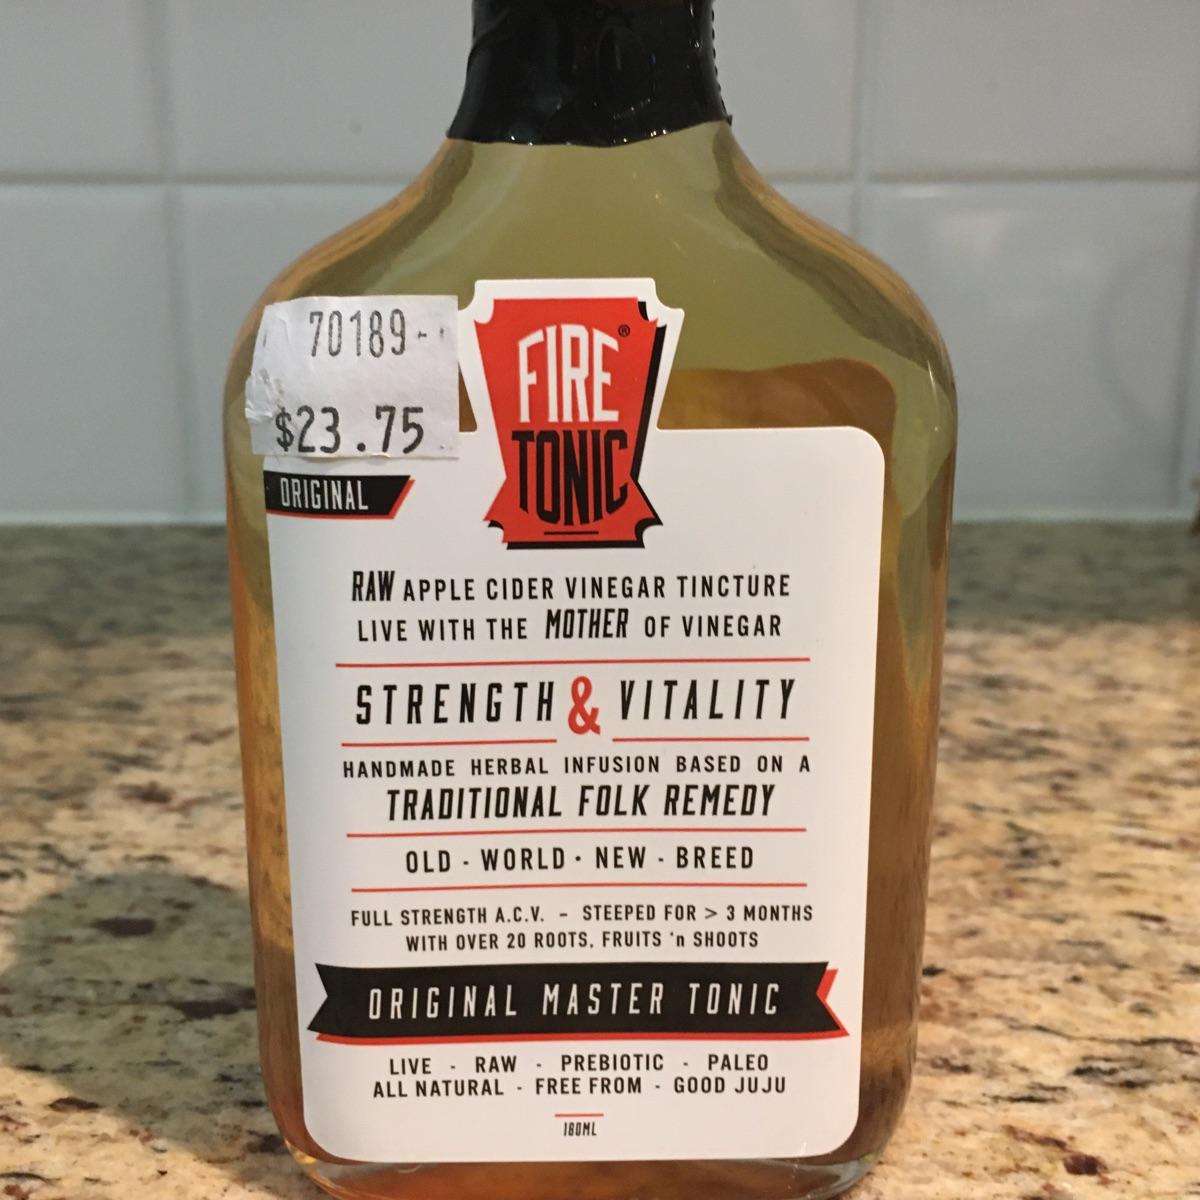 70189-
$23.75
FIRE®
TONIC
ORIGINAL
RAW APPLE CIDER VINEGAR TINCTURE
LIVE WITH THE MOTHER OF VINEGAR
STRENGTH & VITALITY
HANDMADE HERBAL INFUSION BASED ON A
TRADITIONAL FOLK REMEDY
OLD · WORLD · NEW · BREED
FULL STRENGTH A.C.V. – STEEPED FOR > 3 MONTHS
WITH OVER 20 ROOTS, FRUITS 'n SHOOTS
ORIGINAL MASTER TONIC
LIVE - RAW - PREBIOTIC - PALEO
ALL NATURAL - FREE FROM - GOOD JUJU
180ML